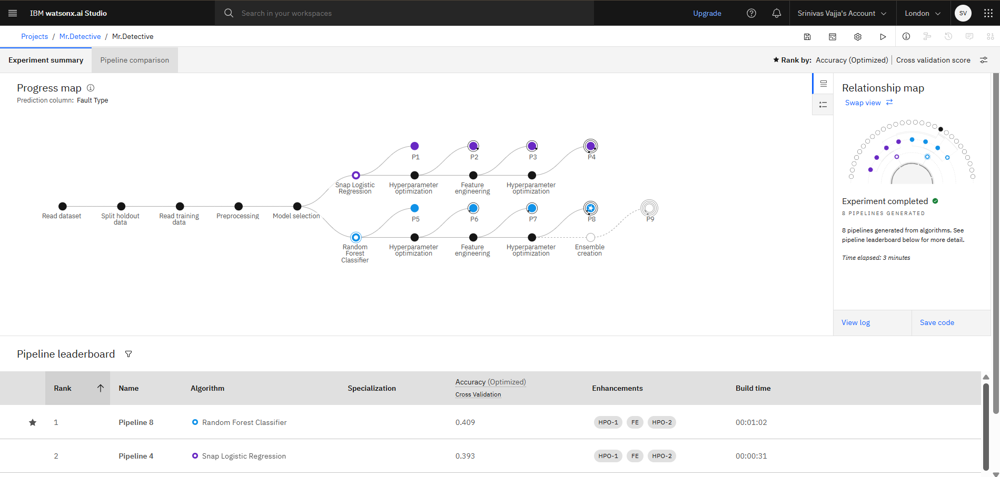 IBM watsonx.ai Studio
Search in your workspaces
Upgrade
Srinivas Vajja's Account
London
SV
Projects / Mr.Detective / Mr.Detective
Experiment summary
Pipeline comparison
Rank by: Accuracy (Optimized) | Cross validation score
Progress map
Prediction column: Fault Type
P1
P2
P3
P4
Snap Logistic
Regression
Hyperparameter
optimization
Feature
engineering
Hyperparameter
optimization
Read dataset
Split holdout
data
Read training
data
Preprocessing
Model selection
P5
P6
P7
P8
P9
Random
Forest
Classifier
Hyperparameter
optimization
Feature
engineering
Hyperparameter
optimization
Ensemble
creation
Relationship map
Swap view
Experiment completed
8 PIPELINES GENERATED
8 pipelines generated from algorithms. See
pipeline leaderboard below for more detail.
Time elapsed: 3 minutes
View log
Save code
Pipeline leaderboard
Rank
Name
Algorithm
Specialization
Accuracy (Optimized)
Cross Validation
Enhancements
Build time
1 Pipeline 8 Random Forest Classifier 0.409 HPO-1 FE HPO-2 00:01:02
2 Pipeline 4 Snap Logistic Regression 0.393 HPO-1 FE HPO-2 00:00:31